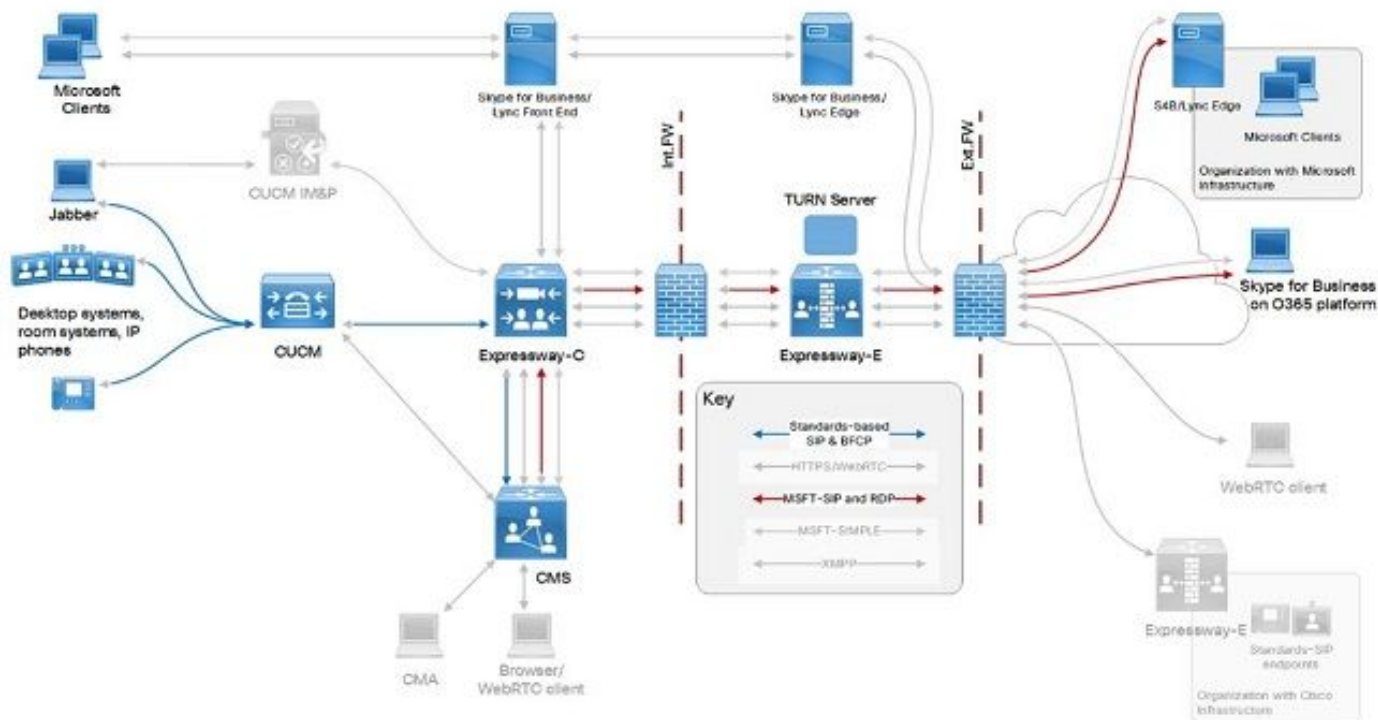 Microsoft
Clients
Skype for Business/
Lync Front End
Skype for Business/
Lync Edge
S4B/Lync Edge
Microsoft Clients
Organization with Microsoft
Infrastructure
CUCM IM&P
Jabber
Int.FW
Ext.FW
TURN Server
Desktop systems,
room systems, IP
phones
CUCM
Expressway-C
Expressway-E
Skype for Business
on O365 platform
Key
Standards-based
SIP & BFCP
HTTPS/WebRTC
MSFT-SIP and RDP
MSFT-SIMPLE
XMPP
WebRTC client
CMS
CMA
Browser/
WebRTC client
Expressway-E
Standards-SIP
endpoints
Organization with Cisco
Infrastructure